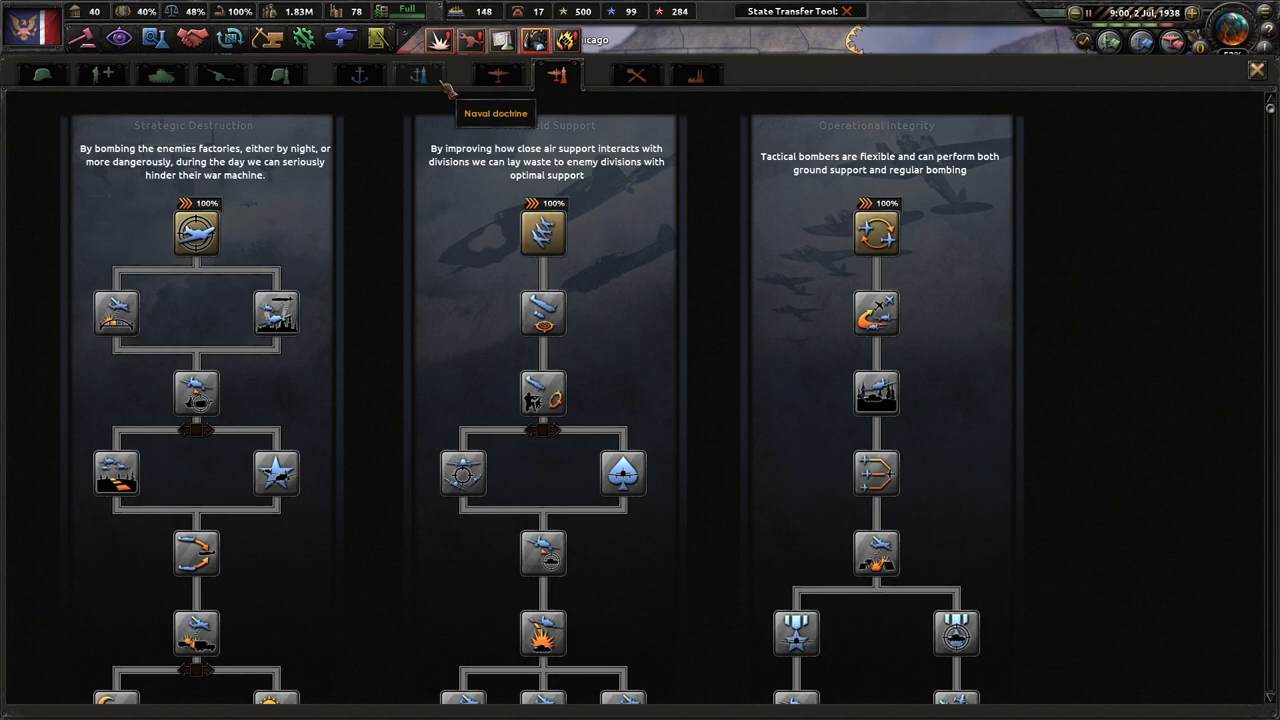 40 40% 48% 100% 1.83M 78 Full 148 17 500 99 284 State Transfer Tool: 9:00, 2 Jul, 1938
icago
0
Naval doctrine
Strategic Destruction
Support
Operational Integrity
By bombing the enemies factories, either by night, or
more dangerously, during the day we can seriously
hinder their war machine.
By improving how close air support interacts with
divisions we can lay waste to enemy divisions with
optimal support
Tactical bombers are flexible and can perform both
ground support and regular bombing
100%
100%
100%